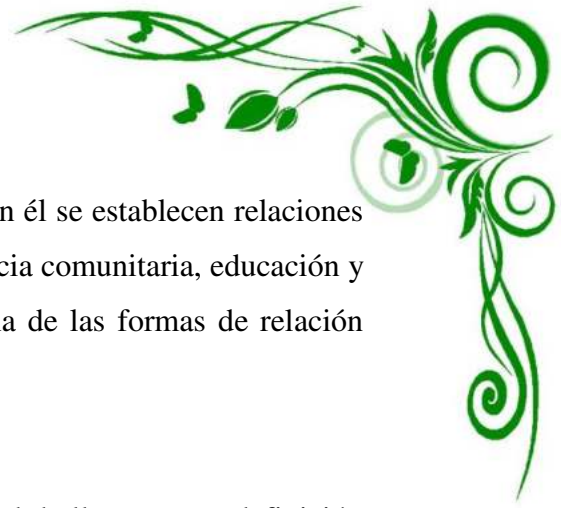 n él se establecen relaciones
cia comunitaria, educación y
a de las formas de relación